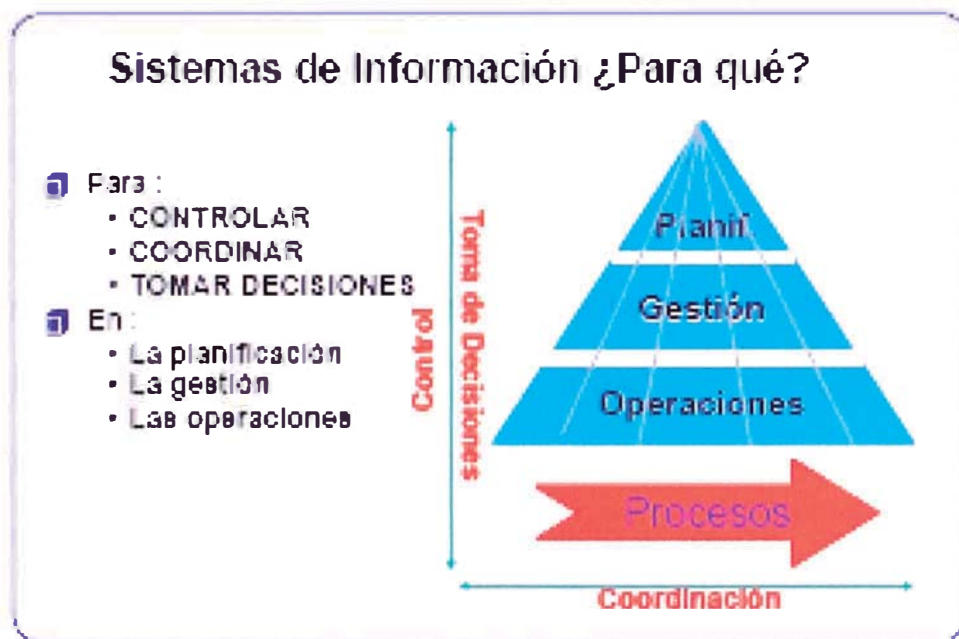 Sistemas de Información ¿Para qué?
Para :
• CONTROLAR
• COORDINAR
• TOMAR DECISIONES
En :
• La planificación
• La gestión
• Las operaciones
Control
Toma de Decisiones
Planif.
Gestión
Operaciones
Procesos
Coordinación